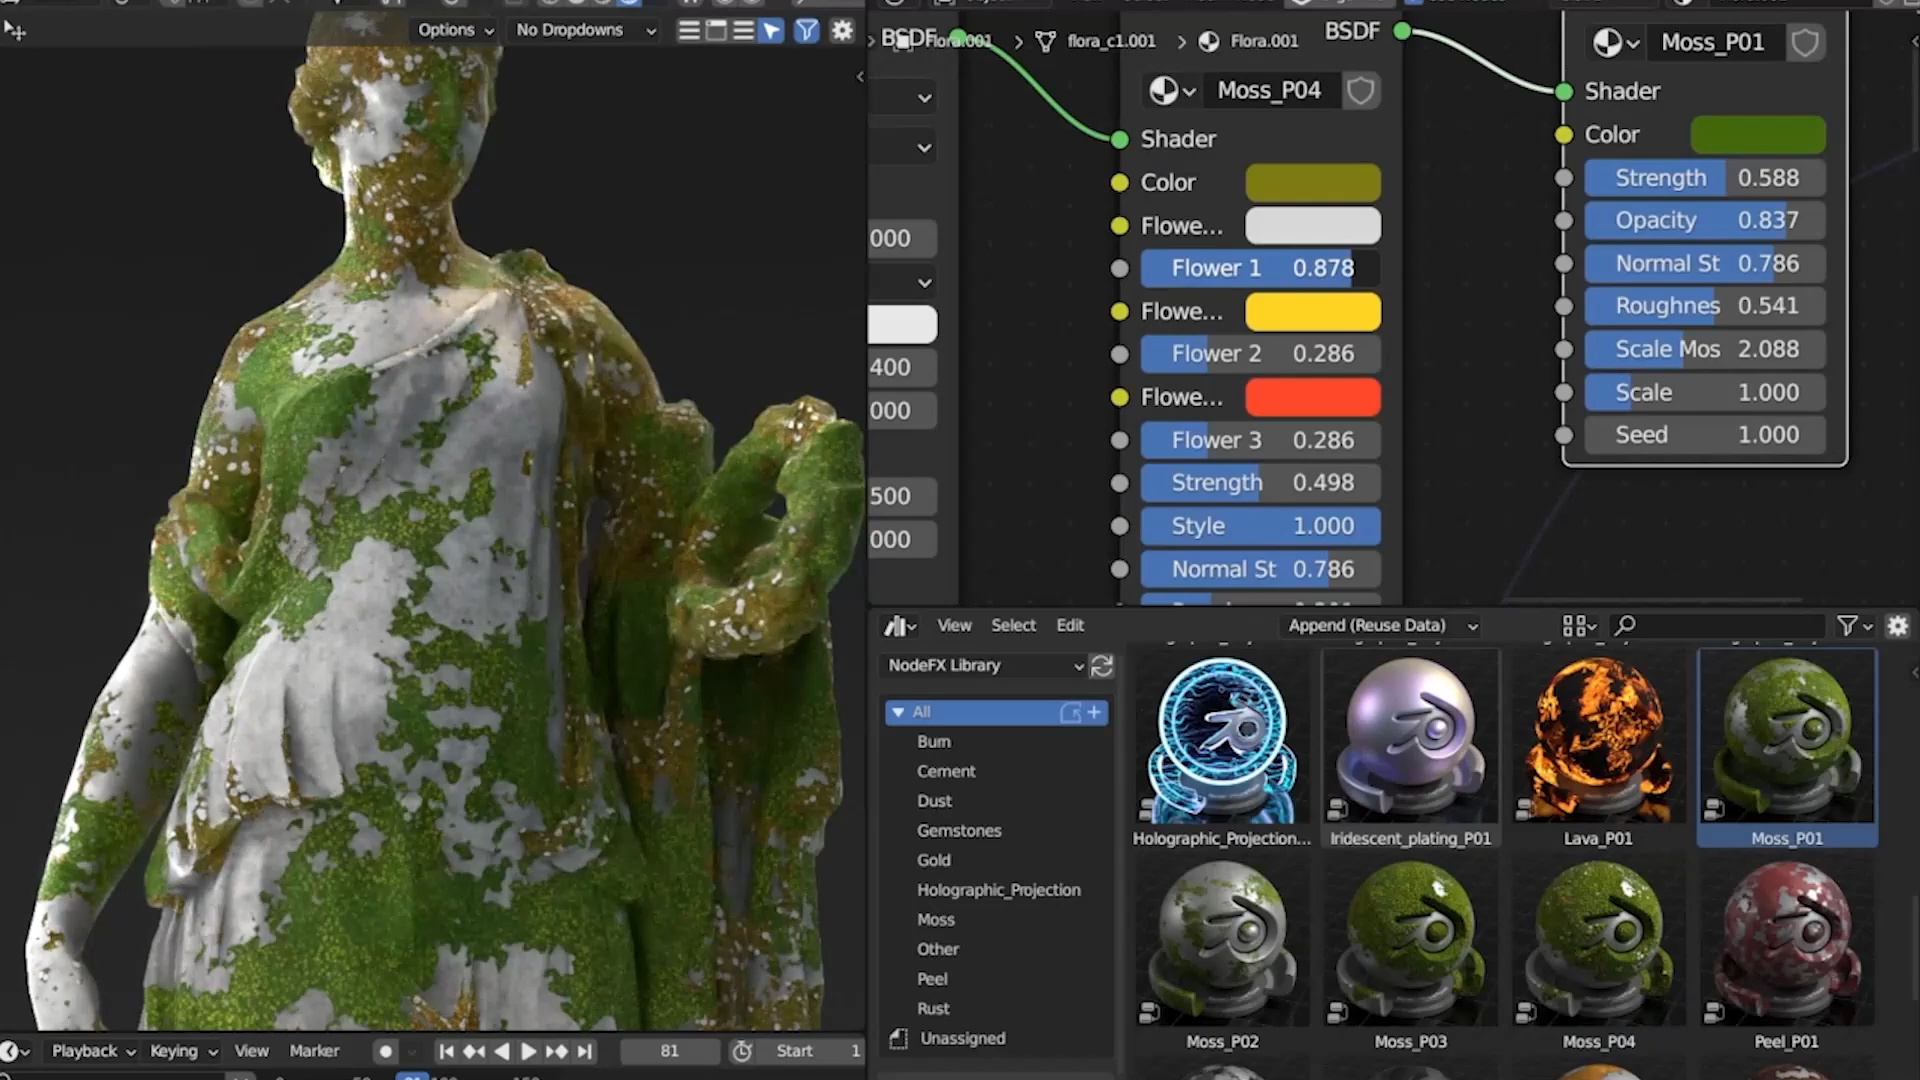 Options
No Dropdowns
BSDF
Flora.001
flora_c1.001
Flora.001
BSDF
000
400
000
500
000
Moss_P04
Shader
Color
Flowe...
Flower 1 0.878
Flowe...
Flower 2 0.286
Flowe...
Flower 3 0.286
Strength 0.498
Style 1.000
Normal St 0.786
Moss_P01
Shader
Color
Strength 0.588
Opacity 0.837
Normal St 0.786
Roughnes 0.541
Scale Mos 2.088
Scale 1.000
Seed 1.000
View Select Edit
Append (Reuse Data)
NodeFX Library
All
Burn
Cement
Dust
Gemstones
Gold
Holographic_Projection
Moss
Other
Peel
Rust
Unassigned
Holographic_Projection...
Iridescent_plating_P01
Lava_P01
Moss_P01
Moss_P02
Moss_P03
Moss_P04
Peel_P01
Playback Keying View Marker
81
Start 1